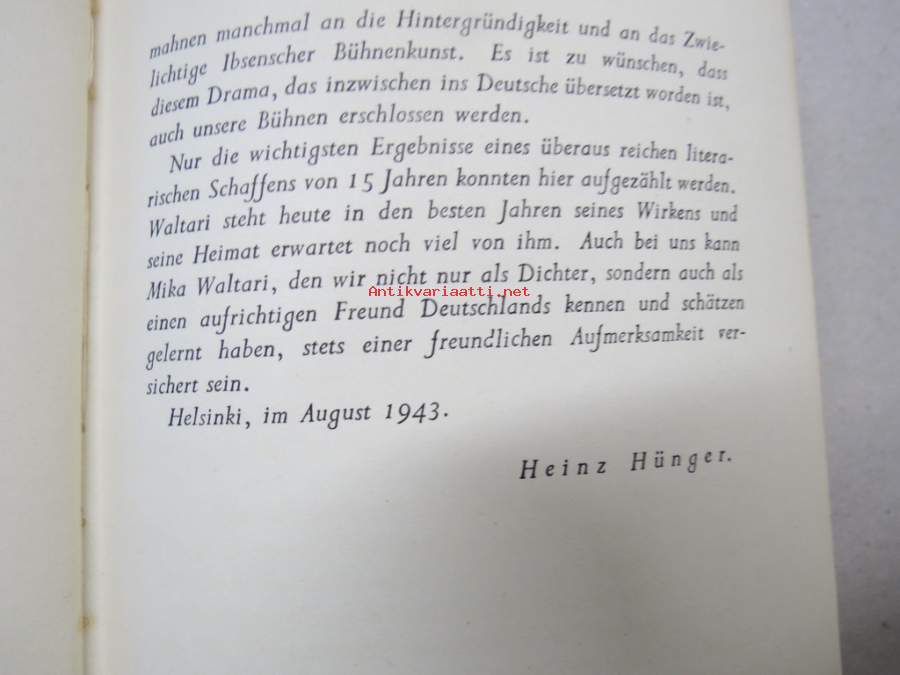 mahnen manchmal an die Hintergründigkeit und an das Zwie-
lichtige Ibsenscher Bühnenkunst. Es ist zu wünschen, dass
diesem Drama, das inzwischen ins Deutsche übersetzt worden ist,
auch unsere Bühnen erschlossen werden.
Nur die wichtigsten Ergebnisse eines überaus reichen litera-
rischen Schaffens von 15 Jahren konnten hier aufgezählt werden.
Waltari steht heute in den besten Jahren seines Wirkens und
seine Heimat erwartet noch viel von ihm. Auch bei uns kann
Mika Waltari, den wir nicht nur als Dichter, sondern auch als
Antikvariaatti.net
einen aufrichtigen Freund Deutschlands kennen und schätzen
gelernt haben, stets einer freundlichen Aufmerksamkeit ver-
sichert sein.
Helsinki, im August 1943.
Heinz Hünger.